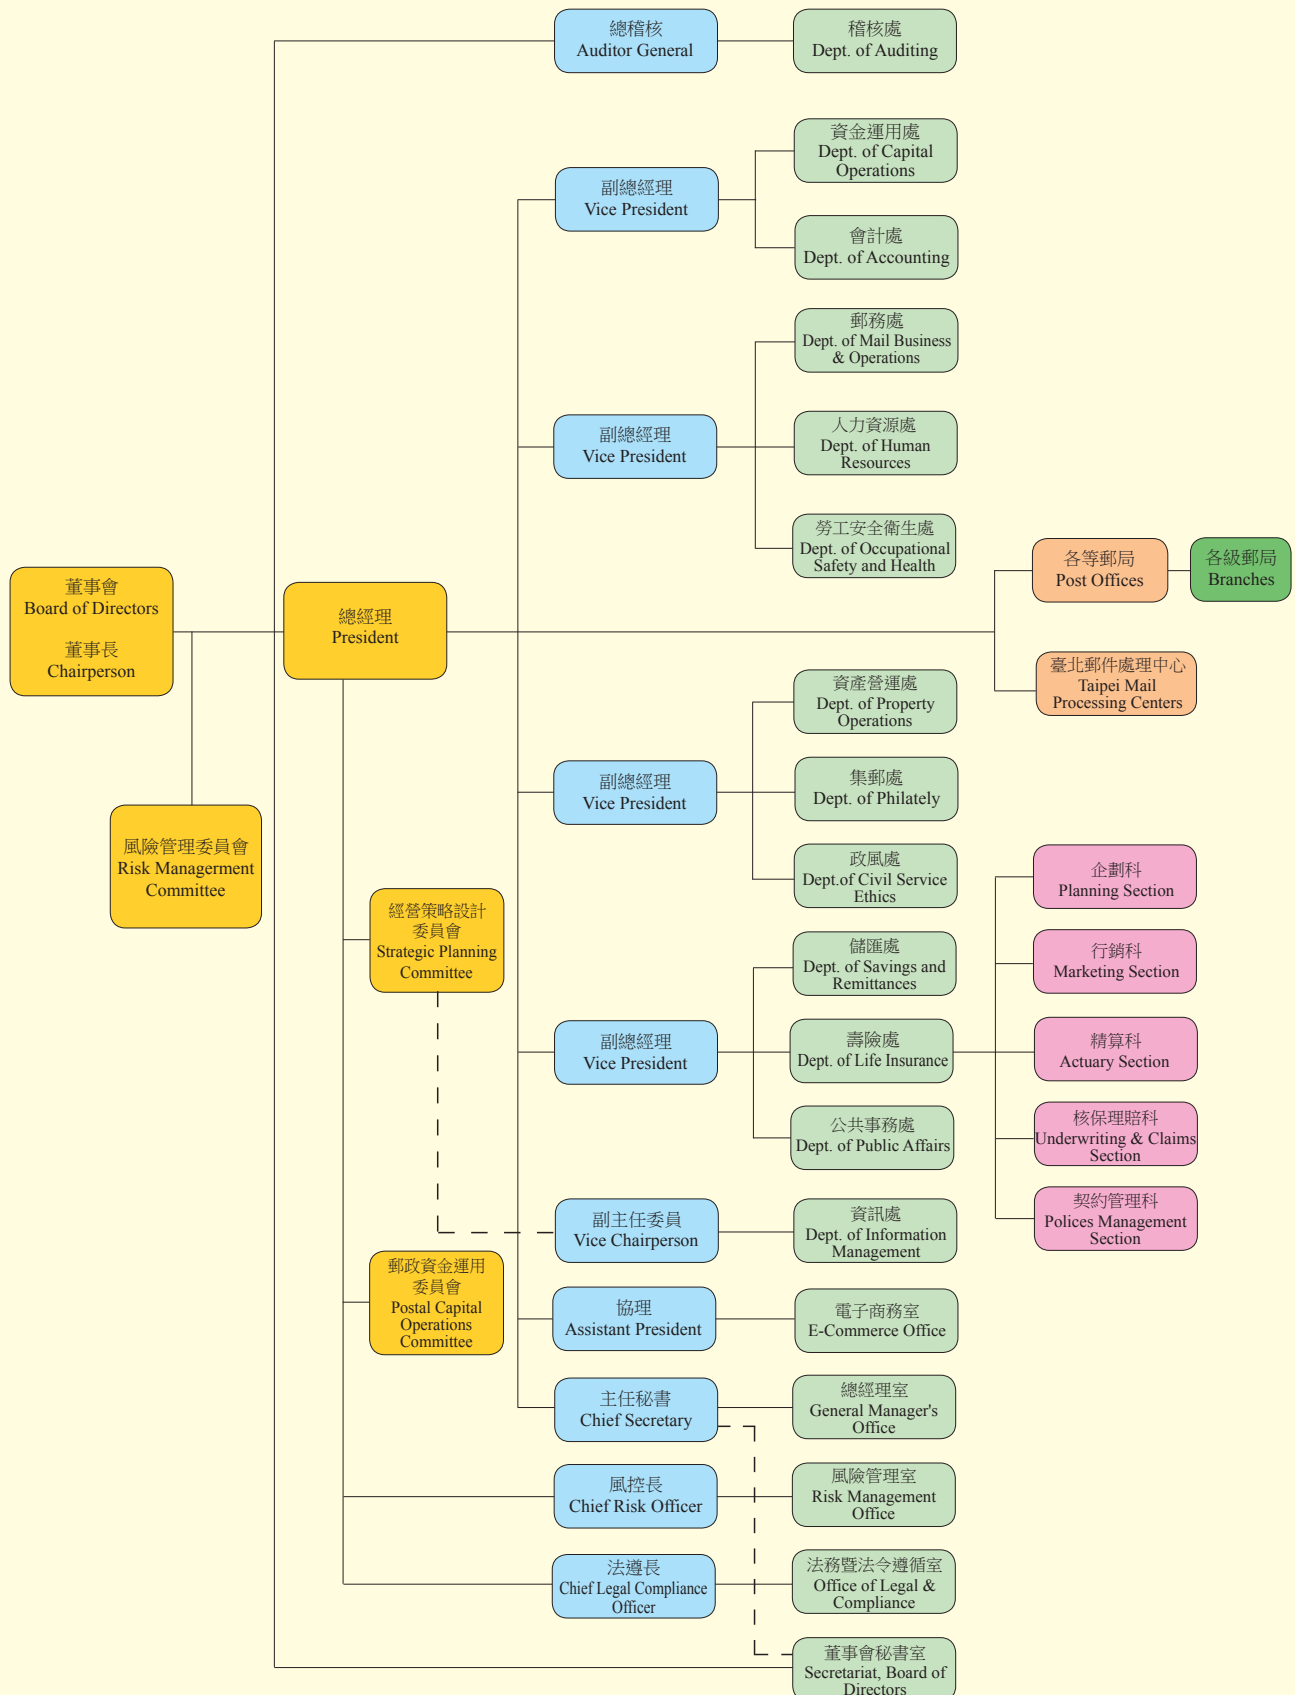 總稽核
Auditor General
稽核處
Dept. of Auditing
副總經理
Vice President
資金運用處
Dept. of Capital
Operations
會計處
Dept. of Accounting
副總經理
Vice President
郵務處
Dept. of Mail Business
& Operations
人力資源處
Dept. of Human
Resources
勞工安全衛生處
Dept. of Occupational
Safety and Health
董事會
Board of Directors
董事長
Chairperson
總經理
President
各等郵局
Post Offices
各級郵局
Branches
臺北郵件處理中心
Taipei Mail
Processing Centers
風險管理委員會
Risk Managerment
Committee
副總經理
Vice President
資產營運處
Dept. of Property
Operations
集郵處
Dept. of Philately
政風處
Dept.of Civil Service
Ethics
經營策略設計
委員會
Strategic Planning
Committee
副總經理
Vice President
儲匯處
Dept. of Savings and
Remittances
壽險處
Dept. of Life Insurance
公共事務處
Dept. of Public Affairs
企劃科
Planning Section
行銷科
Marketing Section
精算科
Actuary Section
核保理賠科
Underwriting & Claims
Section
契約管理科
Polices Management
Section
副主任委員
Vice Chairperson
資訊處
Dept. of Information
Management
郵政資金運用
委員會
Postal Capital
Operations
Committee
協理
Assistant President
電子商務室
E-Commerce Office
主任秘書
Chief Secretary
總經理室
General Manager's
Office
風控長
Chief Risk Officer
風險管理室
Risk Management
Office
法遵長
Chief Legal Compliance
Officer
法務暨法令遵循室
Office of Legal &
Compliance
董事會秘書室
Secretariat, Board of
Directors